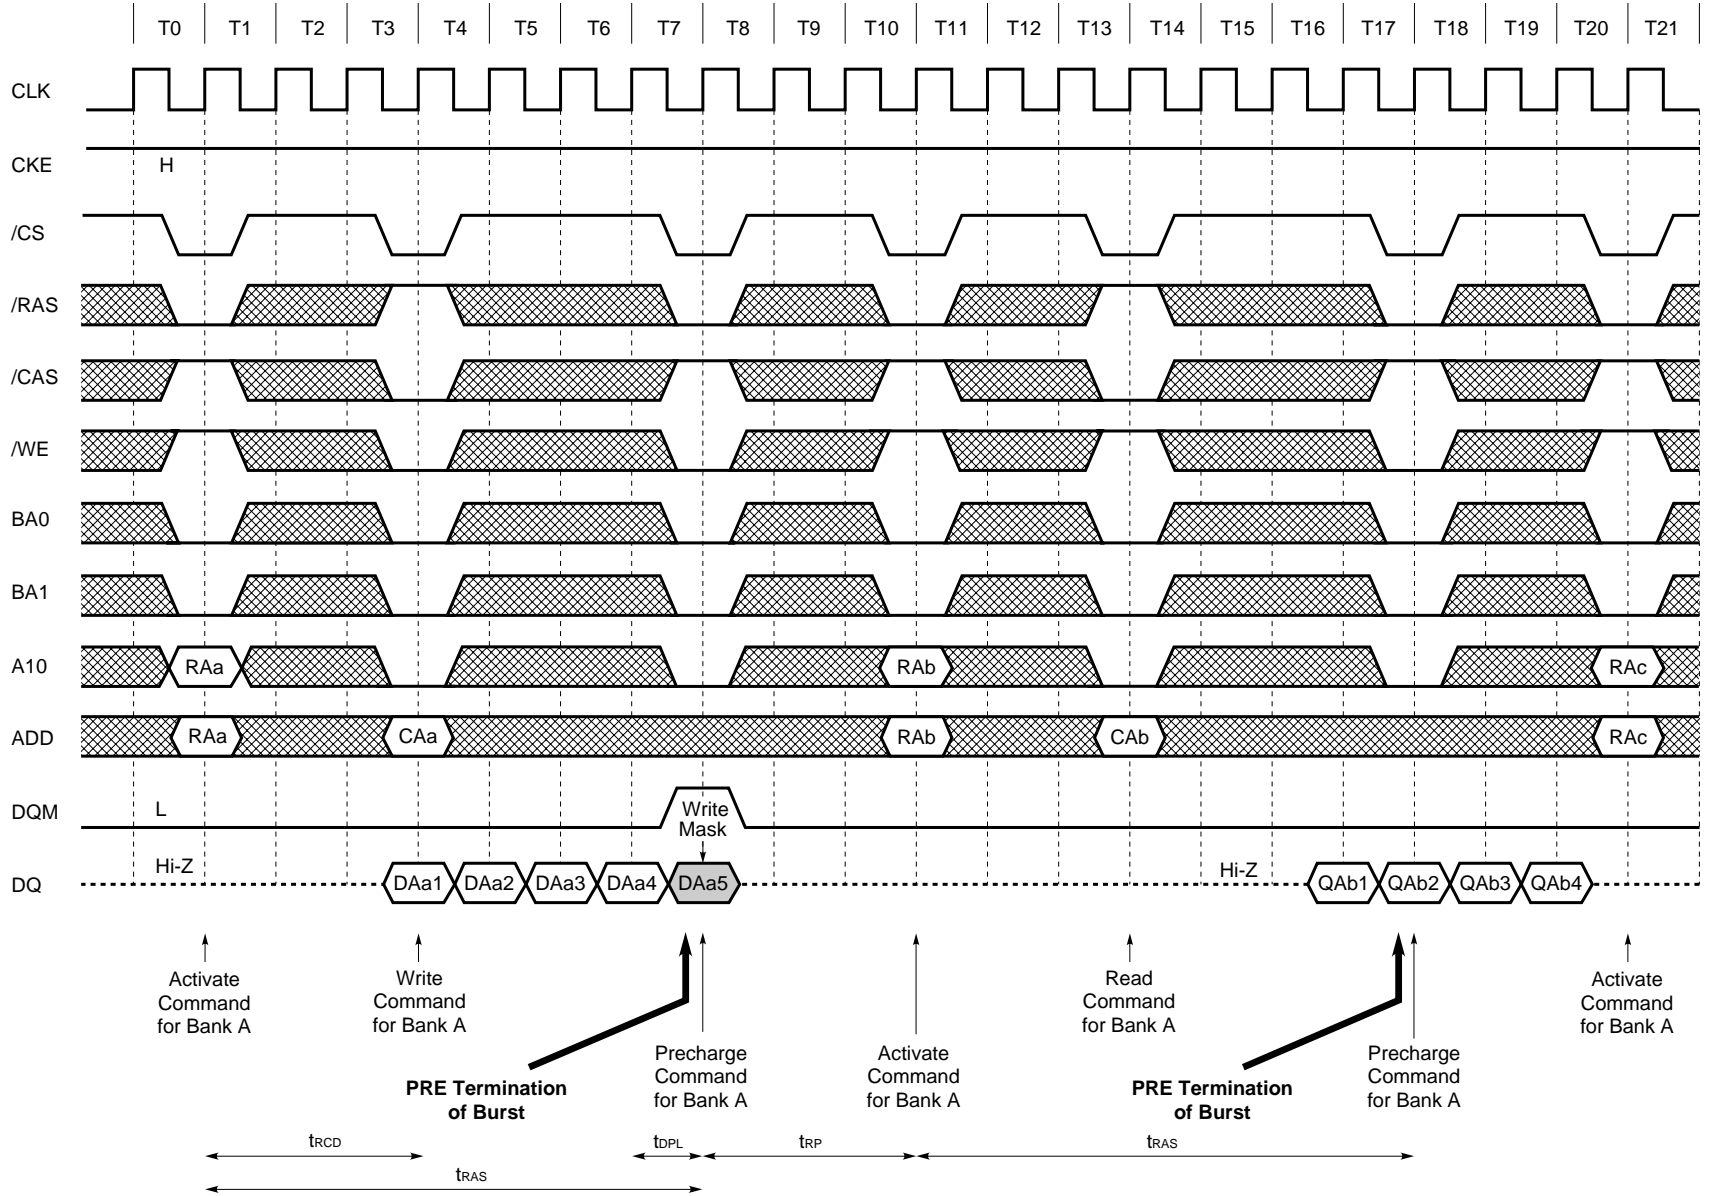 T0 T1 T2 T3 T4 T5 T6 T7 T8 T9 T10 T11 T12 T13 T14 T15 T16 T17 T18 T19 T20 T21
CLK
CKE H
/CS
/RAS
/CAS
/WE
BA0
BA1
A10 RAa RAb RAc
ADD RAa CAa RAb CAb RAc
DQM L Write
Mask
DQ Hi-Z DAa1 DAa2 DAa3 DAa4 DAa5 Hi-Z QAb1 QAb2 QAb3 QAb4
Activate
Command
for Bank A
Write
Command
for Bank A
PRE Termination
of Burst
Precharge
Command
for Bank A
Activate
Command
for Bank A
Read
Command
for Bank A
PRE Termination
of Burst
Precharge
Command
for Bank A
Activate
Command
for Bank A
tRCD tDPL tRP tRAS
tRAS